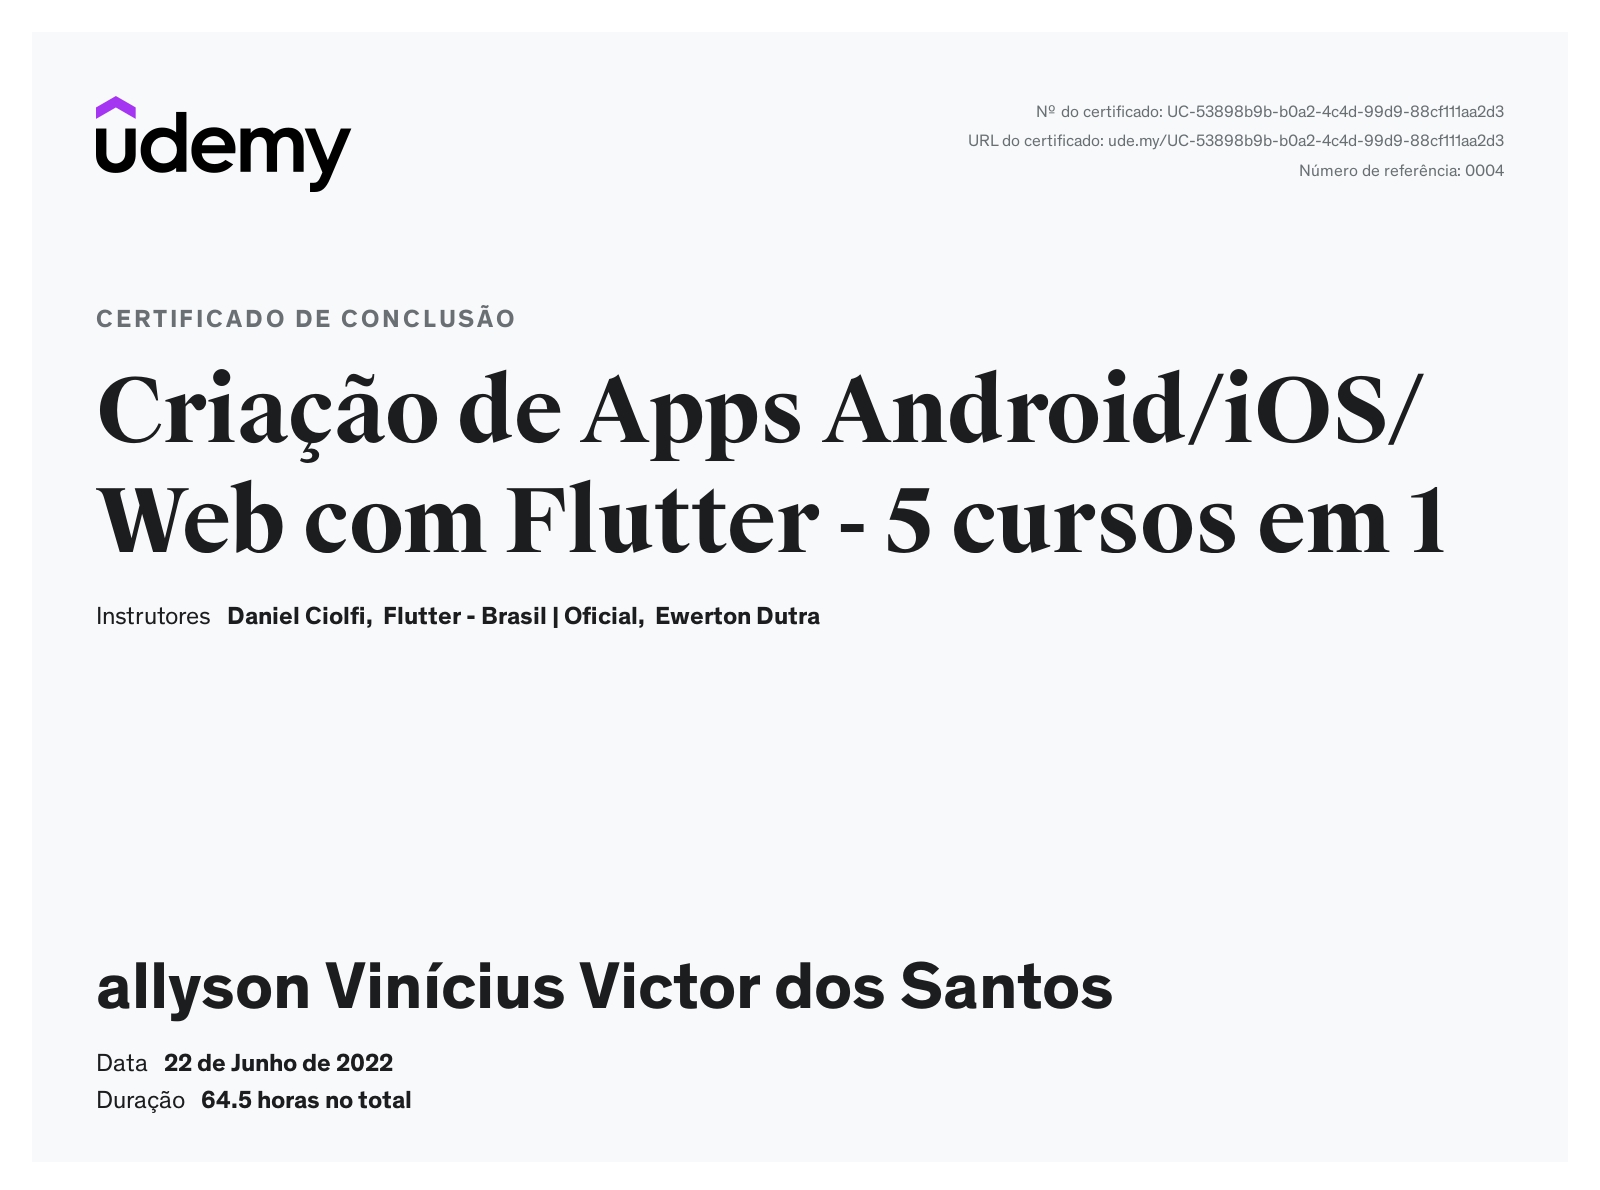 udemy
Nº do certificado: UC-53898b9b-b0a2-4c4d-99d9-88cf111aa2d3
URL do certificado: ude.my/UC-53898b9b-b0a2-4c4d-99d9-88cf111aa2d3
Número de referência: 0004
CERTIFICADO DE CONCLUSÃO
Criação de Apps Android/iOS/
Web com Flutter - 5 cursos em 1
Instrutores Daniel Ciolfi, Flutter - Brasil | Oficial, Ewerton Dutra
allyson Vinícius Victor dos Santos
Data 22 de Junho de 2022
Duração 64.5 horas no total